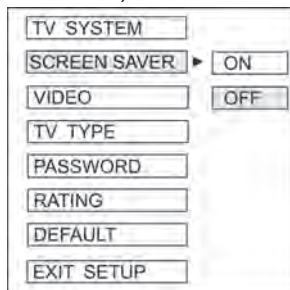 TV SYSTEM
SCREEN SAVER ► ON
VIDEO OFF
TV TYPE
PASSWORD
RATING
DEFAULT
EXIT SETUP